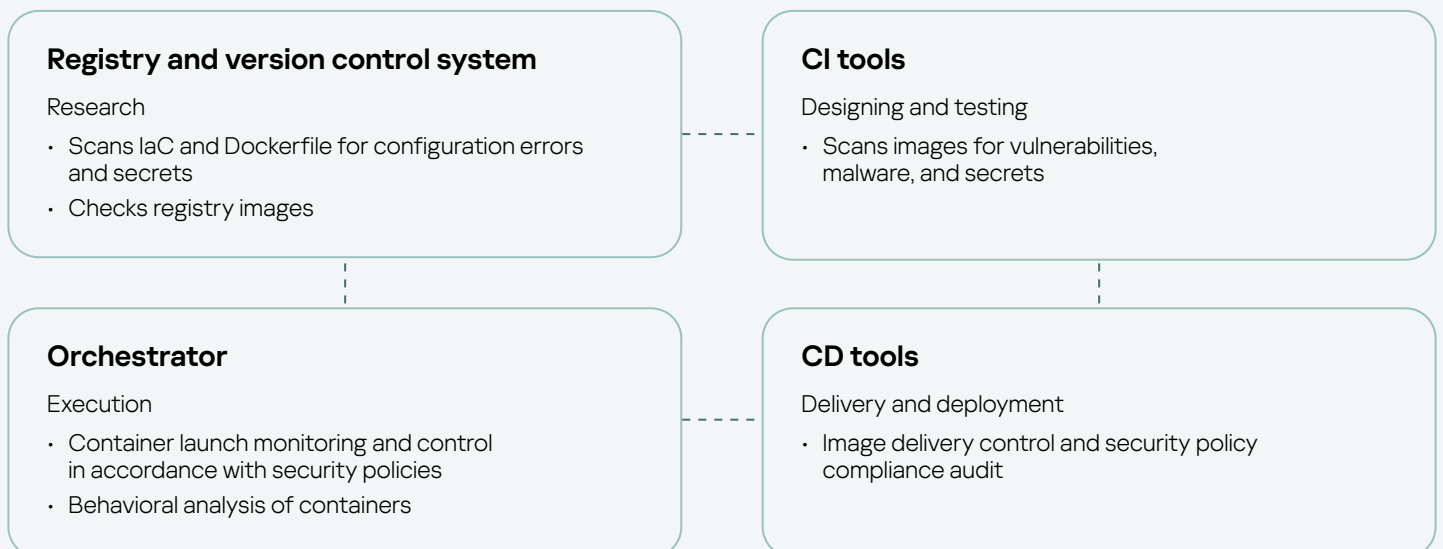 Registry and version control system
Research
• Scans IaC and Dockerfile for configuration errors
and secrets
• Checks registry images
CI tools
Designing and testing
• Scans images for vulnerabilities,
malware, and secrets
Orchestrator
Execution
• Container launch monitoring and control
in accordance with security policies
• Behavioral analysis of containers
CD tools
Delivery and deployment
• Image delivery control and security policy
compliance audit